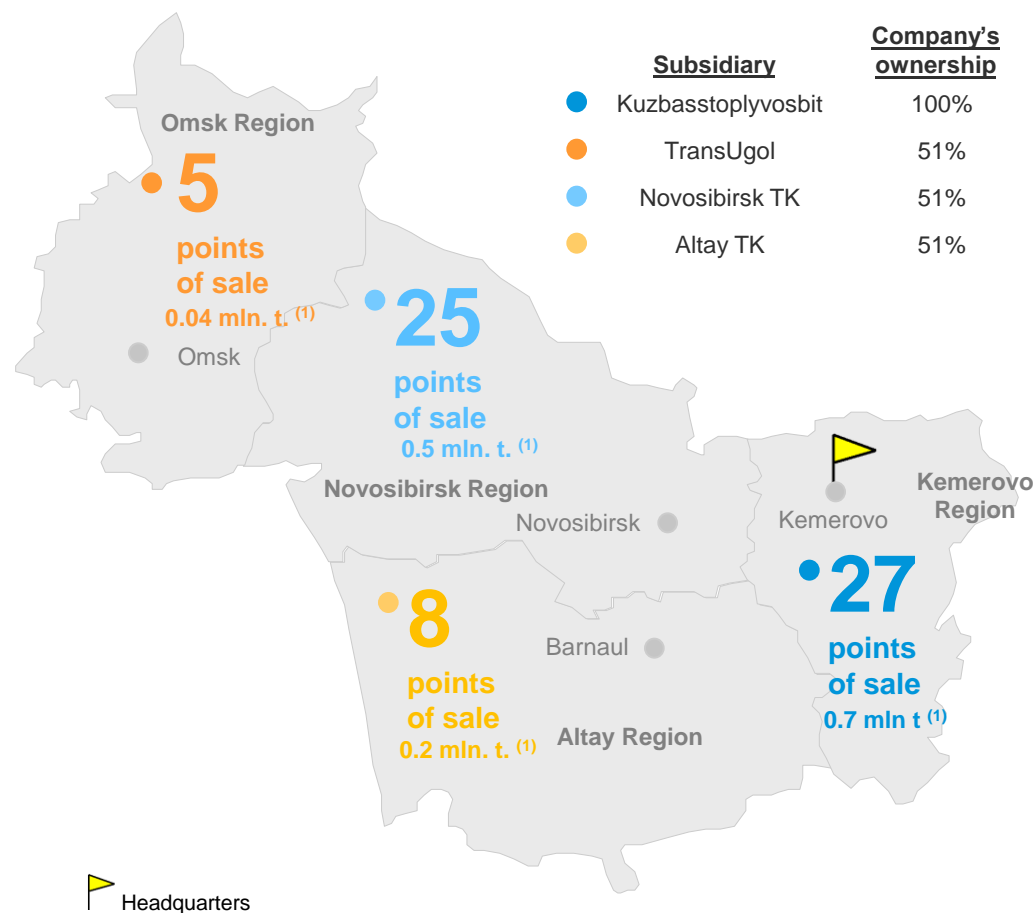 Subsidiary
Company's
ownership
Kuzbasstoplyvosbit 100%
TransUgol 51%
Novosibirsk TK 51%
Altay TK 51%
Omsk Region
5
points
of sale
0.04 mln. t. (1)
Omsk
25
points
of sale
0.5 mln. t. (1)
Novosibirsk Region
Novosibirsk
Kemerovo
Region
Kemerovo
27
points
of sale
0.7 mln t (1)
8
points
of sale
0.2 mln. t. (1)
Barnaul
Altay Region
Headquarters